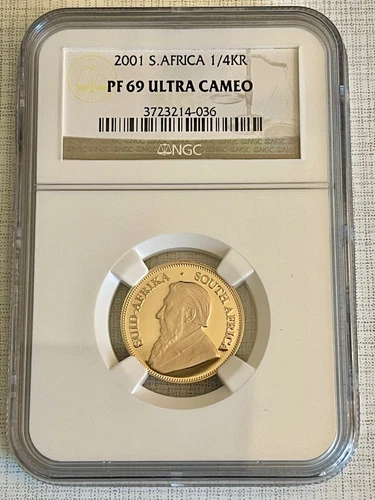 2001 S.AFRICA 1/4KR
PF 69 ULTRA CAMEO
3723214-036
NGC
SUID-AFRIKA · SOUTH AFRICA